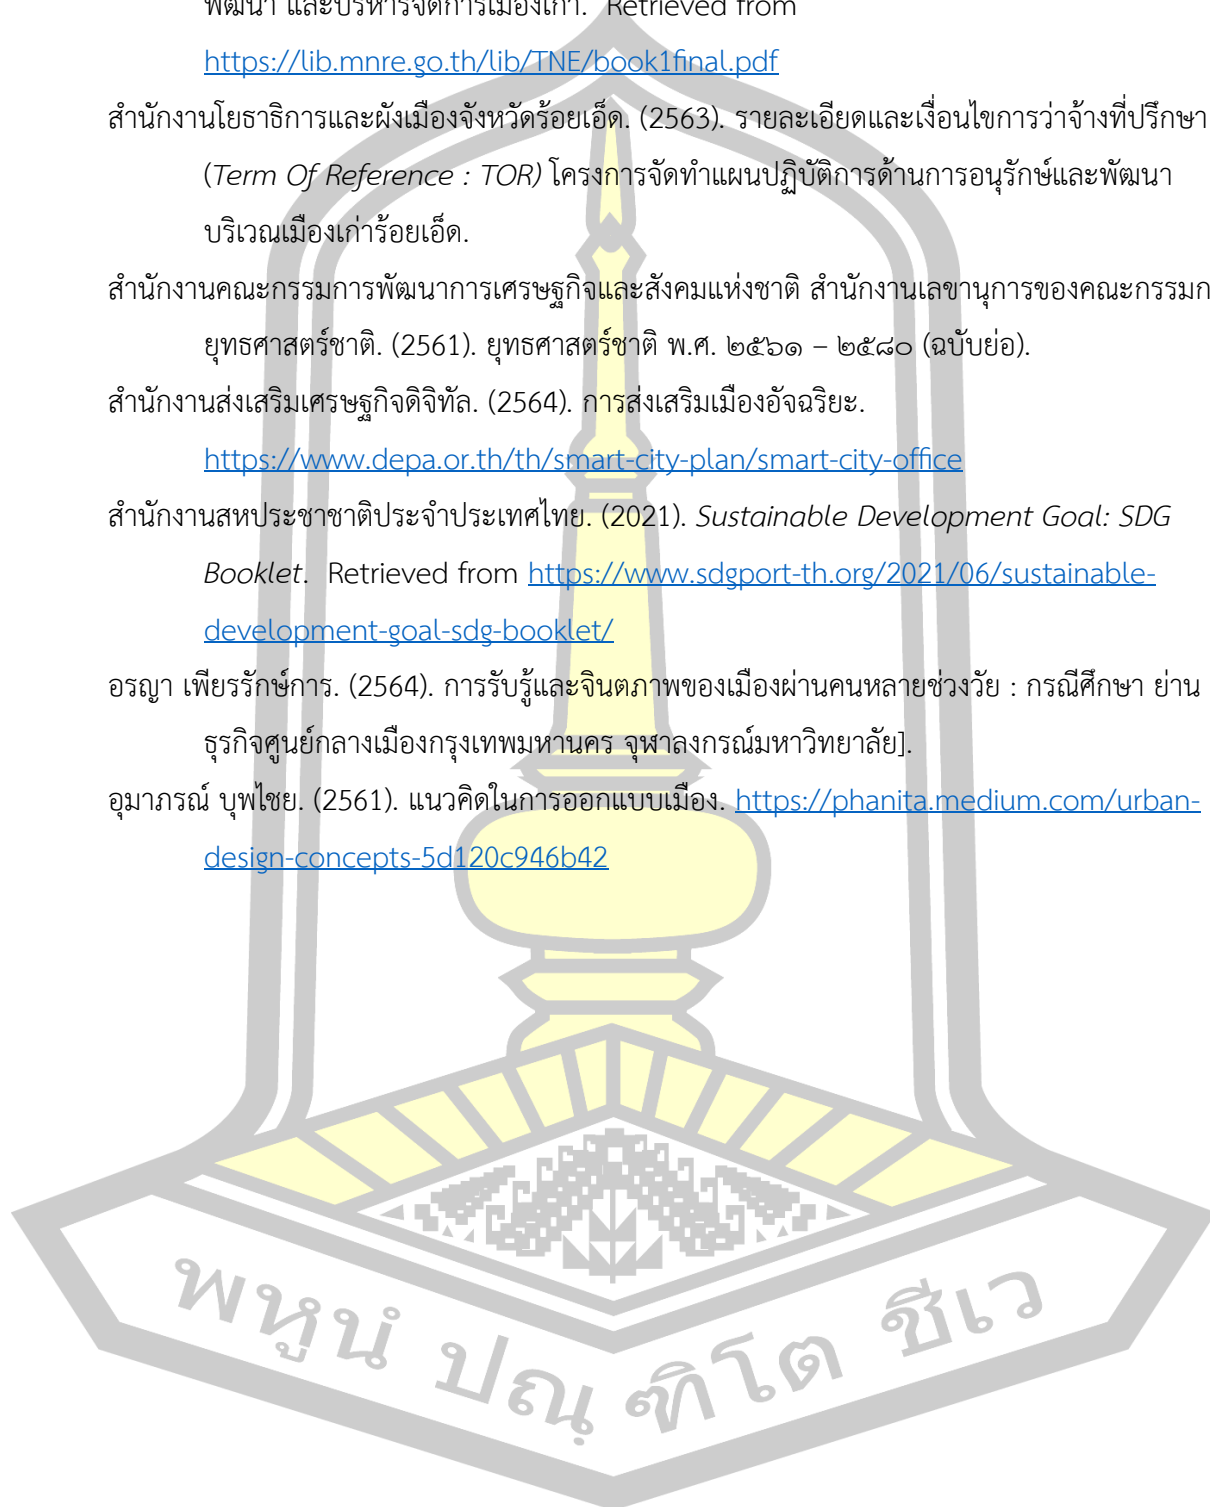 พัฒนา และบริหารจัดการเมืองเก่า. Retrieved from
https://lib.mnre.go.th/lib/TNE/book1final.pdf
สำนักงานโยธาธิการและผังเมืองจังหวัดร้อยเอ็ด. (2563). รายละเอียดและเงื่อนไขการว่าจ้างที่ปรึกษา
(Term Of Reference : TOR) โครงการจัดทำแผนปฏิบัติการด้านการอนุรักษ์และพัฒนา
บริเวณเมืองเก่าร้อยเอ็ด.
สำนักงานคณะกรรมการพัฒนาการเศรษฐกิจและสังคมแห่งชาติ สำนักงานเลขานุการของคณะกรรมก
ยุทธศาสตร์ชาติ. (2561). ยุทธศาสตร์ชาติ พ.ศ. ๒๕๖๑ – ๒๕๘๐ (ฉบับย่อ).
สำนักงานส่งเสริมเศรษฐกิจดิจิทัล. (2564). การส่งเสริมเมืองอัจฉริยะ.
https://www.depa.or.th/th/smart-city-plan/smart-city-office
สำนักงานสหประชาชาติประจำประเทศไทย. (2021). Sustainable Development Goal: SDG
Booklet. Retrieved from https://www.sdgport-th.org/2021/06/sustainable-
development-goal-sdg-booklet/
อรญา เพียรรักษ์การ. (2564). การรับรู้และจินตภาพของเมืองผ่านคนหลายช่วงวัย : กรณีศึกษา ย่าน
ธุรกิจศูนย์กลางเมืองกรุงเทพมหานคร จุฬาลงกรณ์มหาวิทยาลัย].
อุมาภรณ์ บุพไชย. (2561). แนวคิดในการออกแบบเมือง. https://phanita.medium.com/urban-
design-concepts-5d120c946b42
พหูนํ ปณฺฑิโต ชีเว